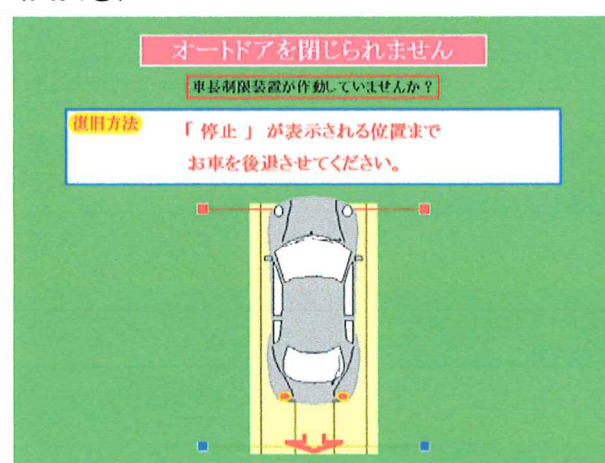 オートドアを閉じられません
車長制限装置が作動していませんか?
復旧方法
「 停止 」 が表示される位置まで
お車を後退させてください。